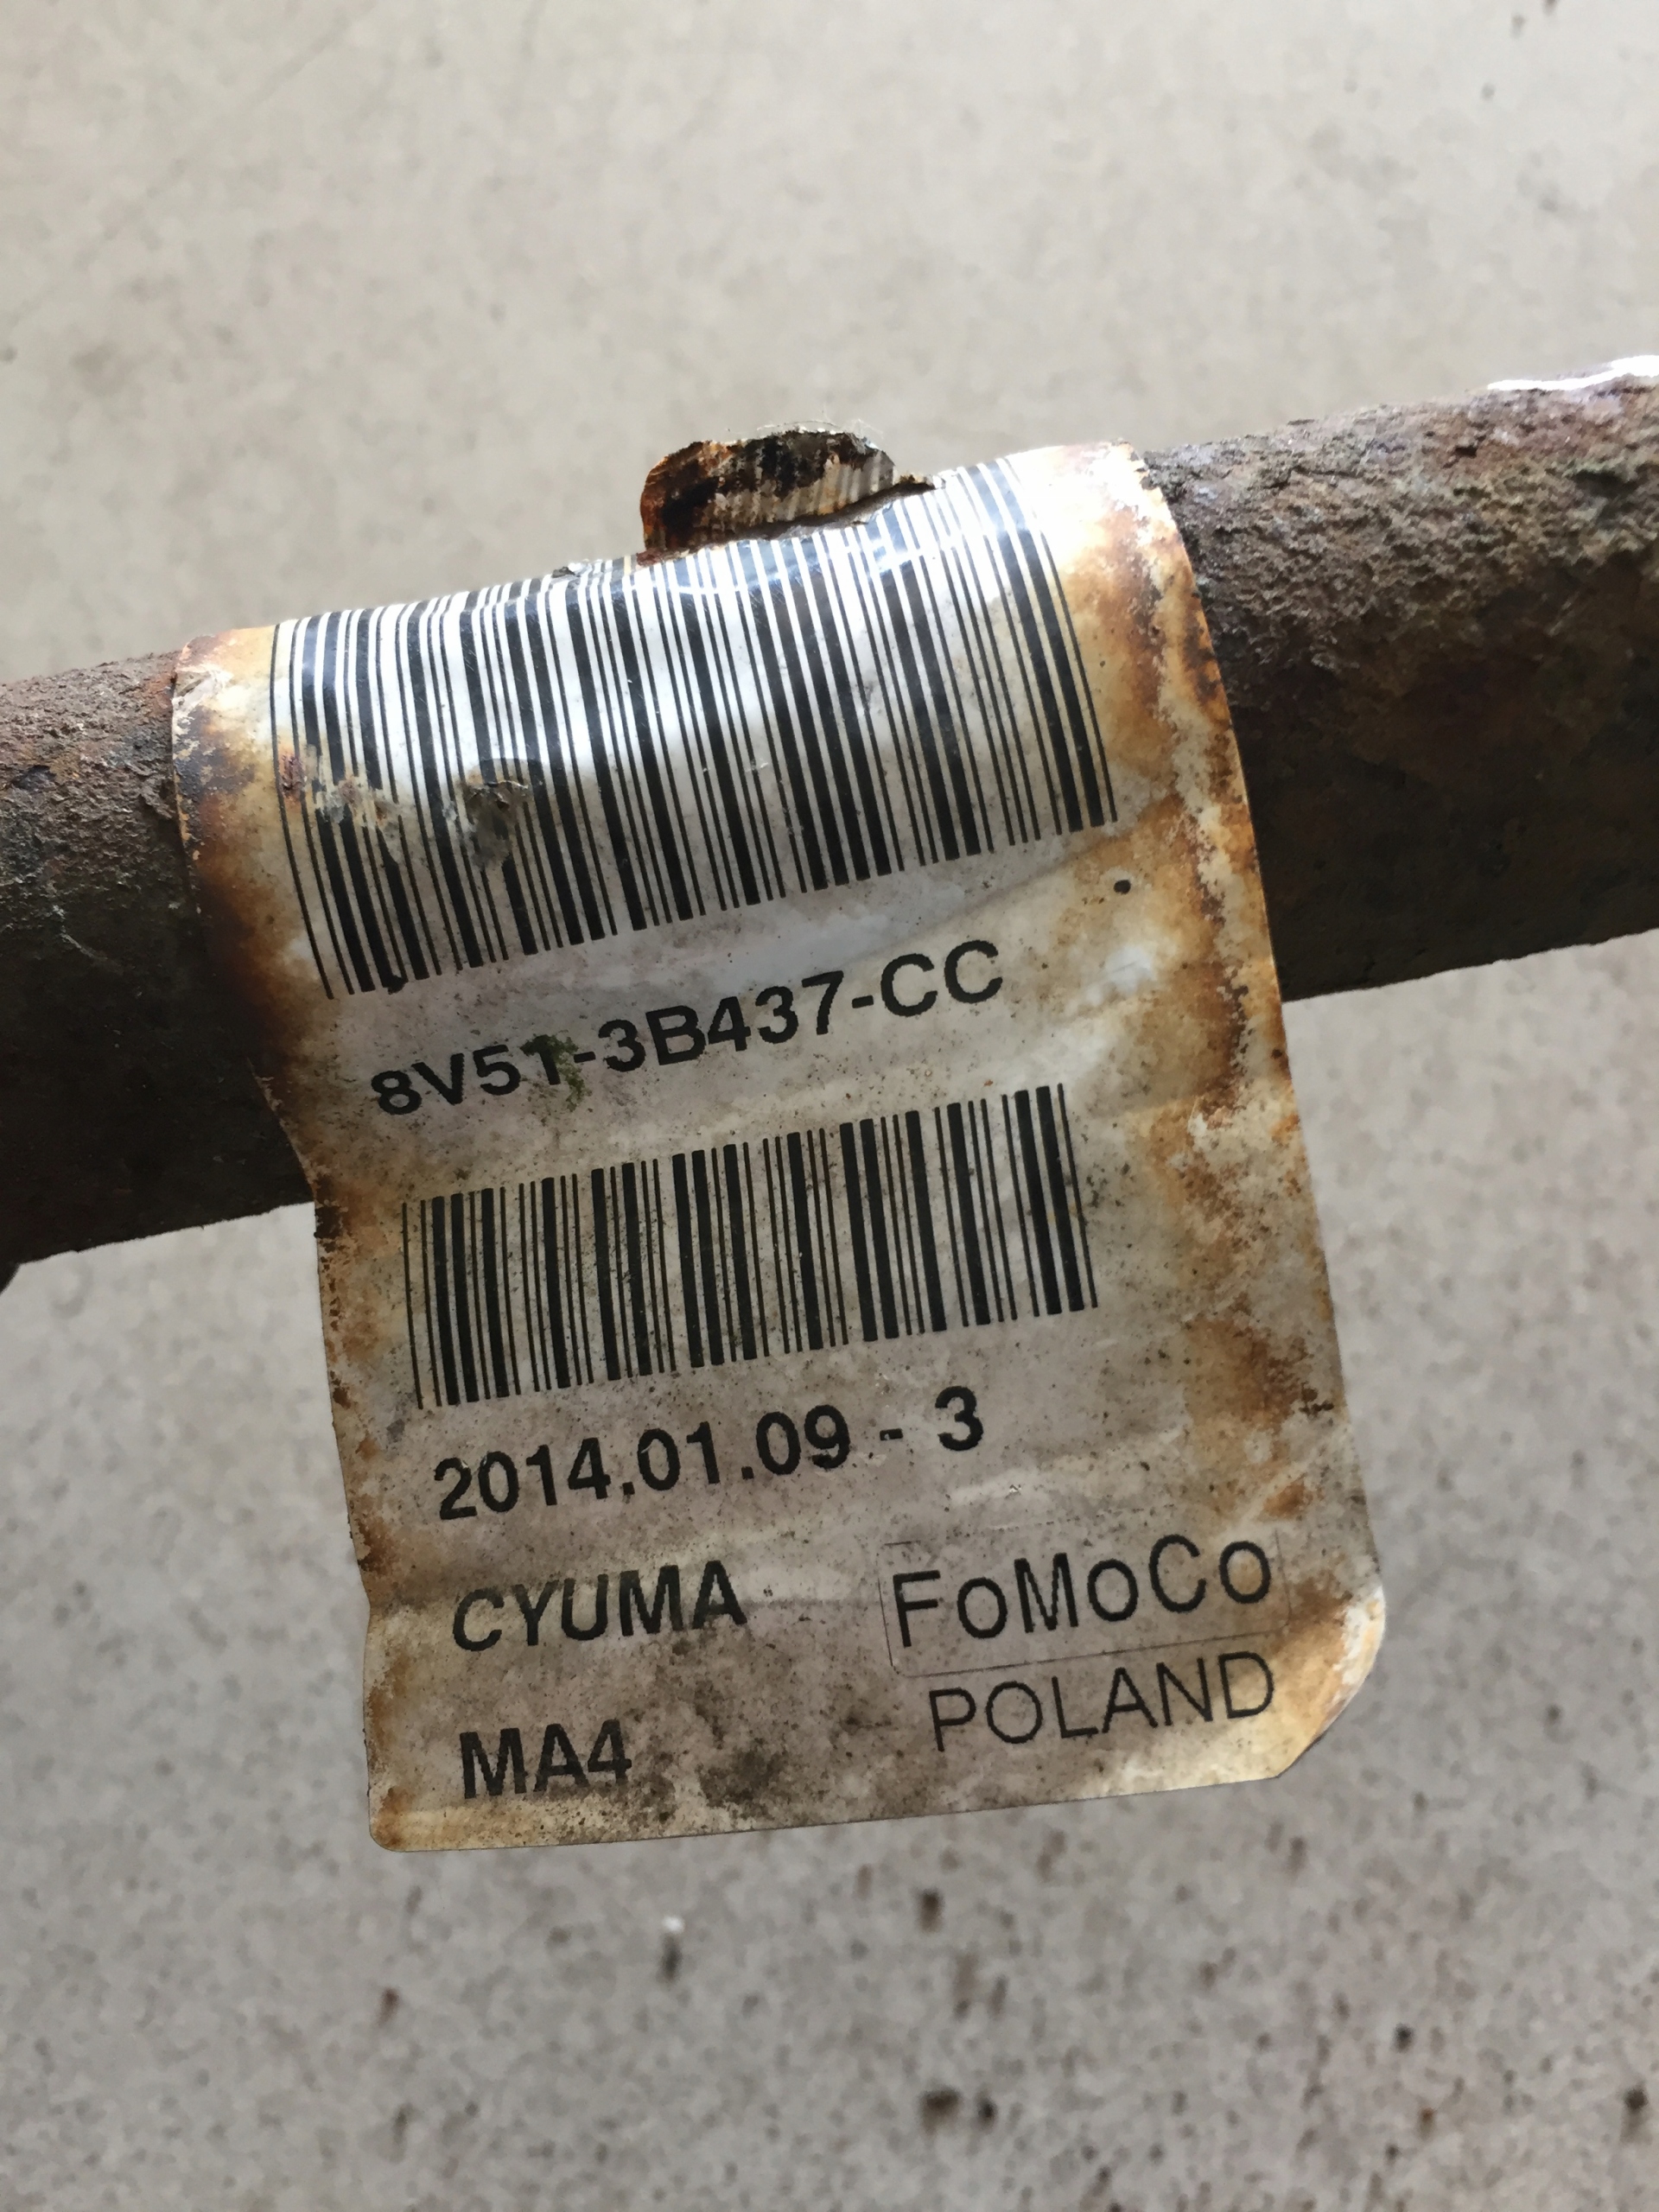 8V51-3B437-CC
2014.01.09 - 3
CYUMA
FoMoCo
MA4
POLAND